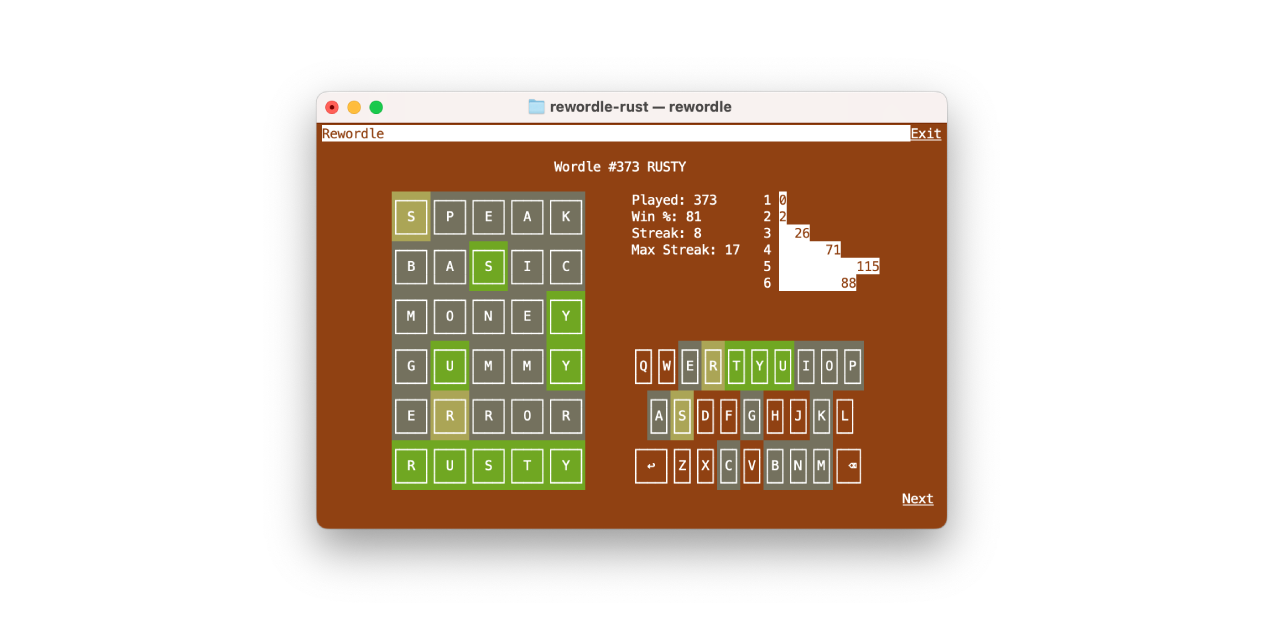 rewordle-rust — rewordle
Rewordle Exit
Wordle #373 RUSTY
S P E A K
B A S I C
M O N E Y
G U M M Y
E R R O R
R U S T Y
Played: 373
Win %: 81
Streak: 8
Max Streak: 17
1 0
2 2
3 26
4 71
5 115
6 88
Q W E R T Y U I O P
A S D F G H J K L
↩ Z X C V B N M ⌫
Next